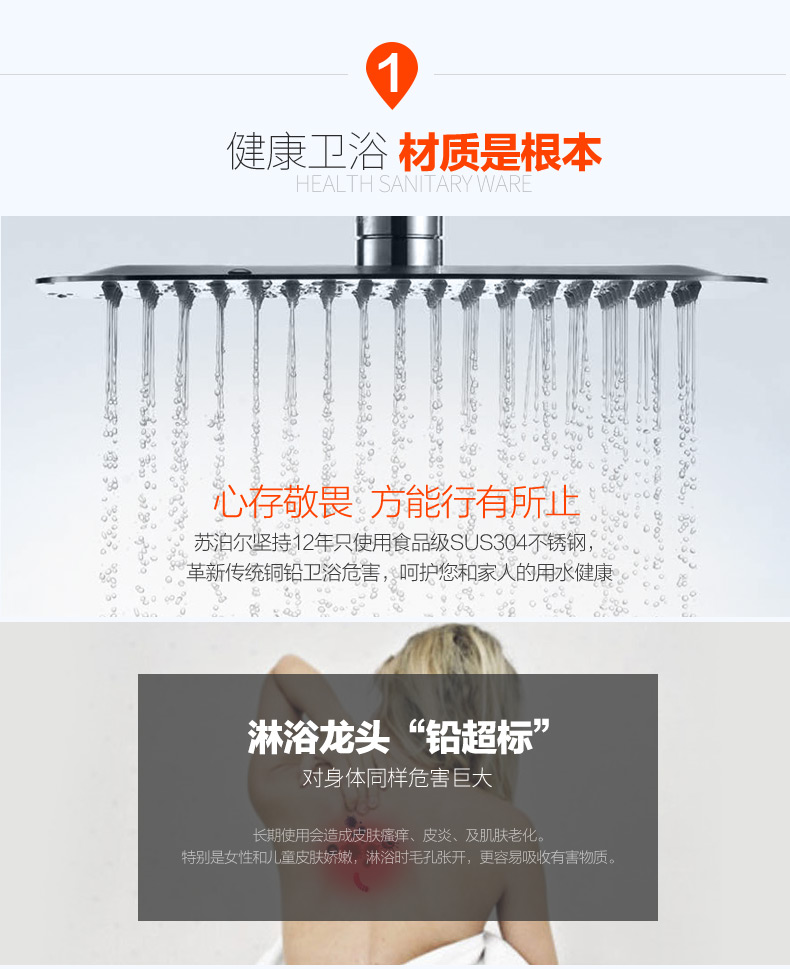 1
健康卫浴 材质是根本
HEALTH SANITARY WARE
心存敬畏 方能行有所止
苏泊尔坚持12年只使用食品级SUS304不锈钢，
革新传统铜铅卫浴危害，呵护您和家人的用水健康
淋浴龙头“铅超标”
对身体同样危害巨大
长期使用会造成皮肤瘙痒、皮炎、及肌肤老化。
特别是女性和儿童皮肤娇嫩，淋浴时毛孔张开，更容易吸收有害物质。